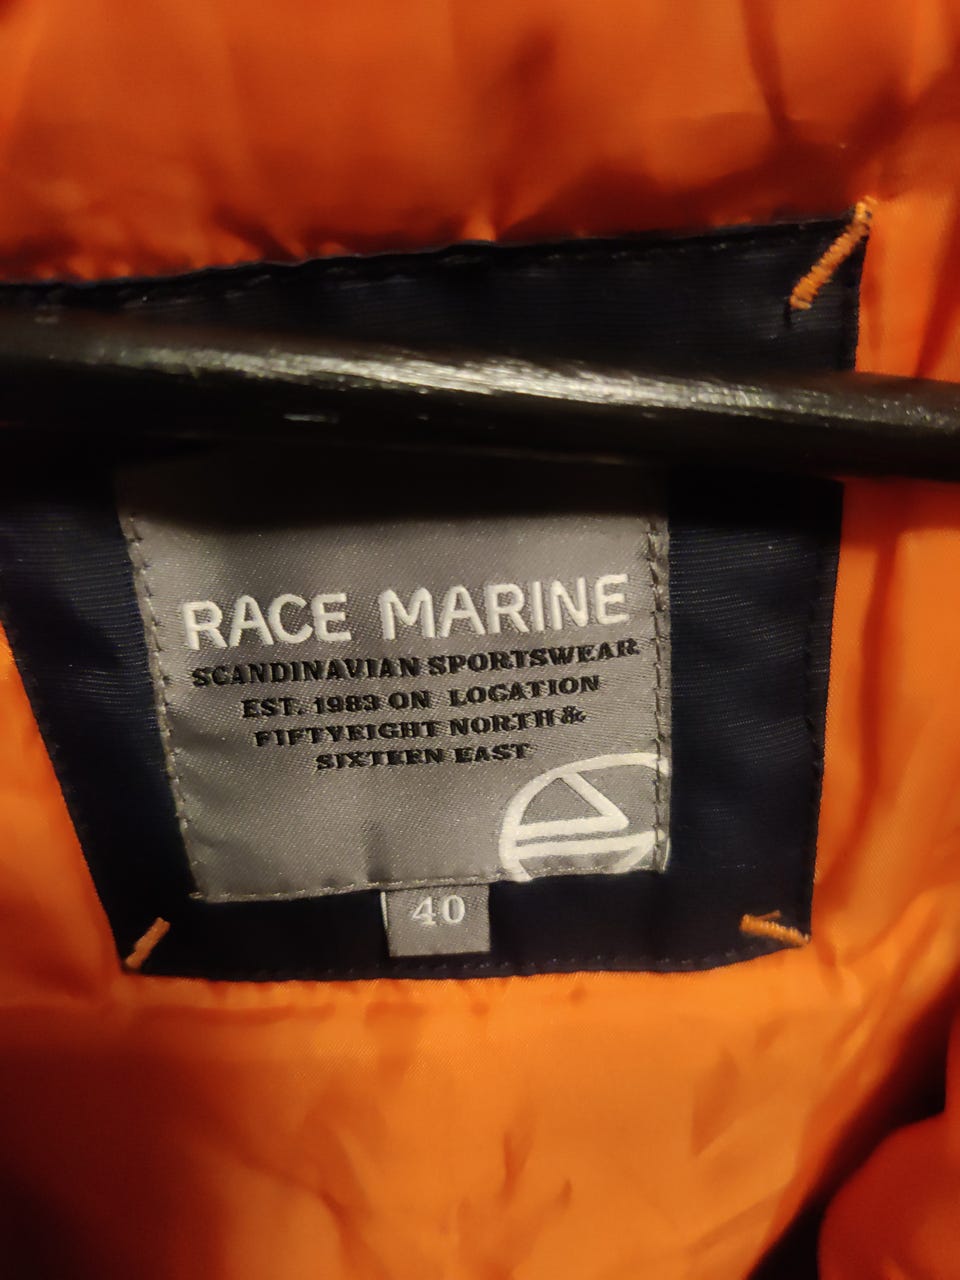 RACE MARINE
SCANDINAVIAN SPORTSWEAR
EST. 1983 ON LOCATION
FIFTYEIGHT NORTH &
SIXTEEN EAST
40